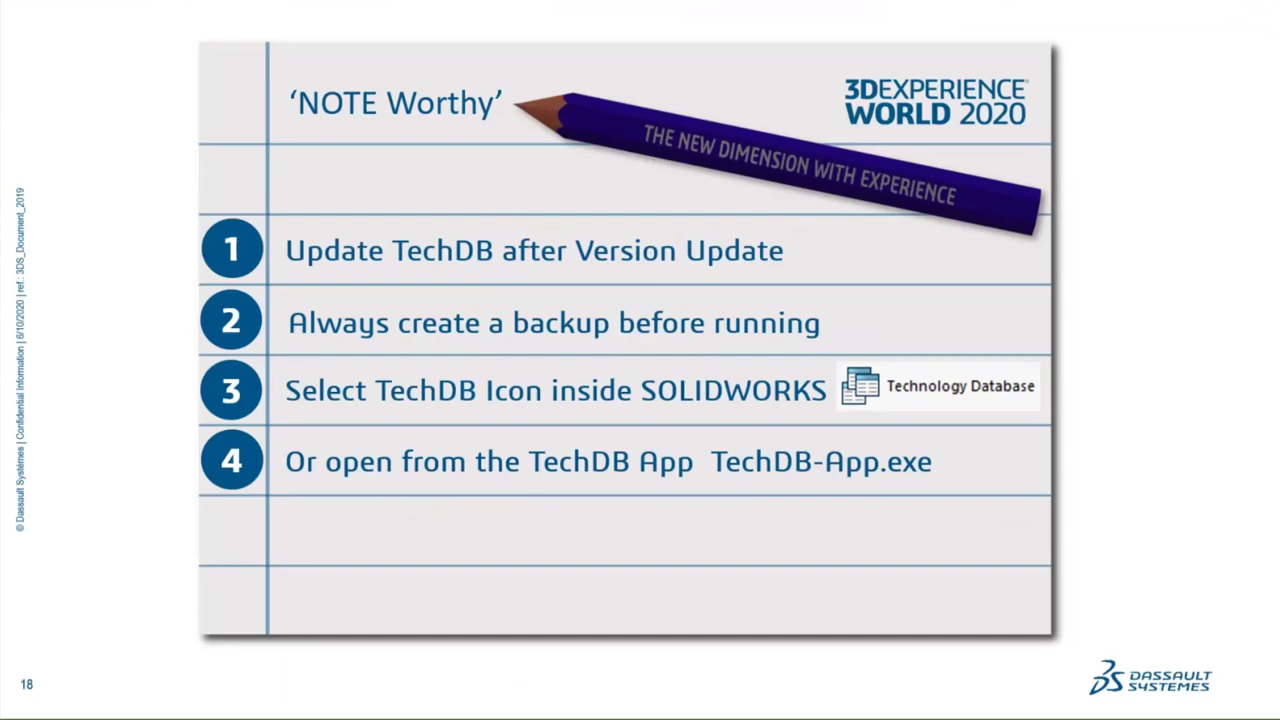 ‘NOTE Worthy’
3DEXPERIENCE®
WORLD 2020
THE NEW DIMENSION WITH EXPERIENCE
1 Update TechDB after Version Update
2 Always create a backup before running
3 Select TechDB Icon inside SOLIDWORKS Technology Database
4 Or open from the TechDB App TechDB-App.exe
© Dassault Systèmes | Confidential Information | 6/10/2020 | ref.: 3DS_Document_2019
18
3DS DASSAULT
SYSTEMES